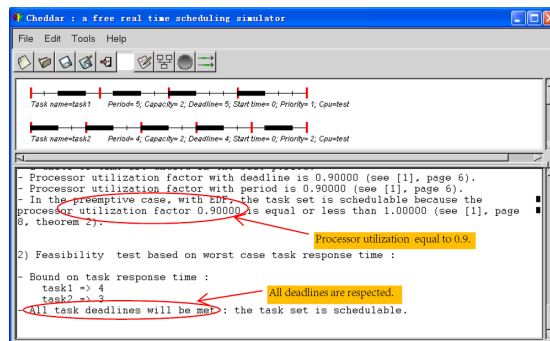 Cheddar : a free real time scheduling simulator
File Edit Tools Help
Task name=task1 Period= 5; Capacity= 2; Deadline= 5; Start time= 0; Priority= 1; Cpu=test
Task name=task2 Period= 4; Capacity= 2; Deadline= 4; Start time= 0; Priority= 2; Cpu=test
- Processor utilization factor with deadline is 0.90000 (see [1], page 6).
- Processor utilization factor with period is 0.90000 (see [1], page 6).
- In the preemptive case, with EDF, the task set is schedulable because the
processor utilization factor 0.90000 is equal or less than 1.00000 (see [1], page
8, theorem 2).
Processor utilization equal to 0.9.
2) Feasibility test based on worst case task response time :
- Bound on task response time :
task1 => 4
task2 => 3
All deadlines are respected.
- All task deadlines will be met : the task set is schedulable.